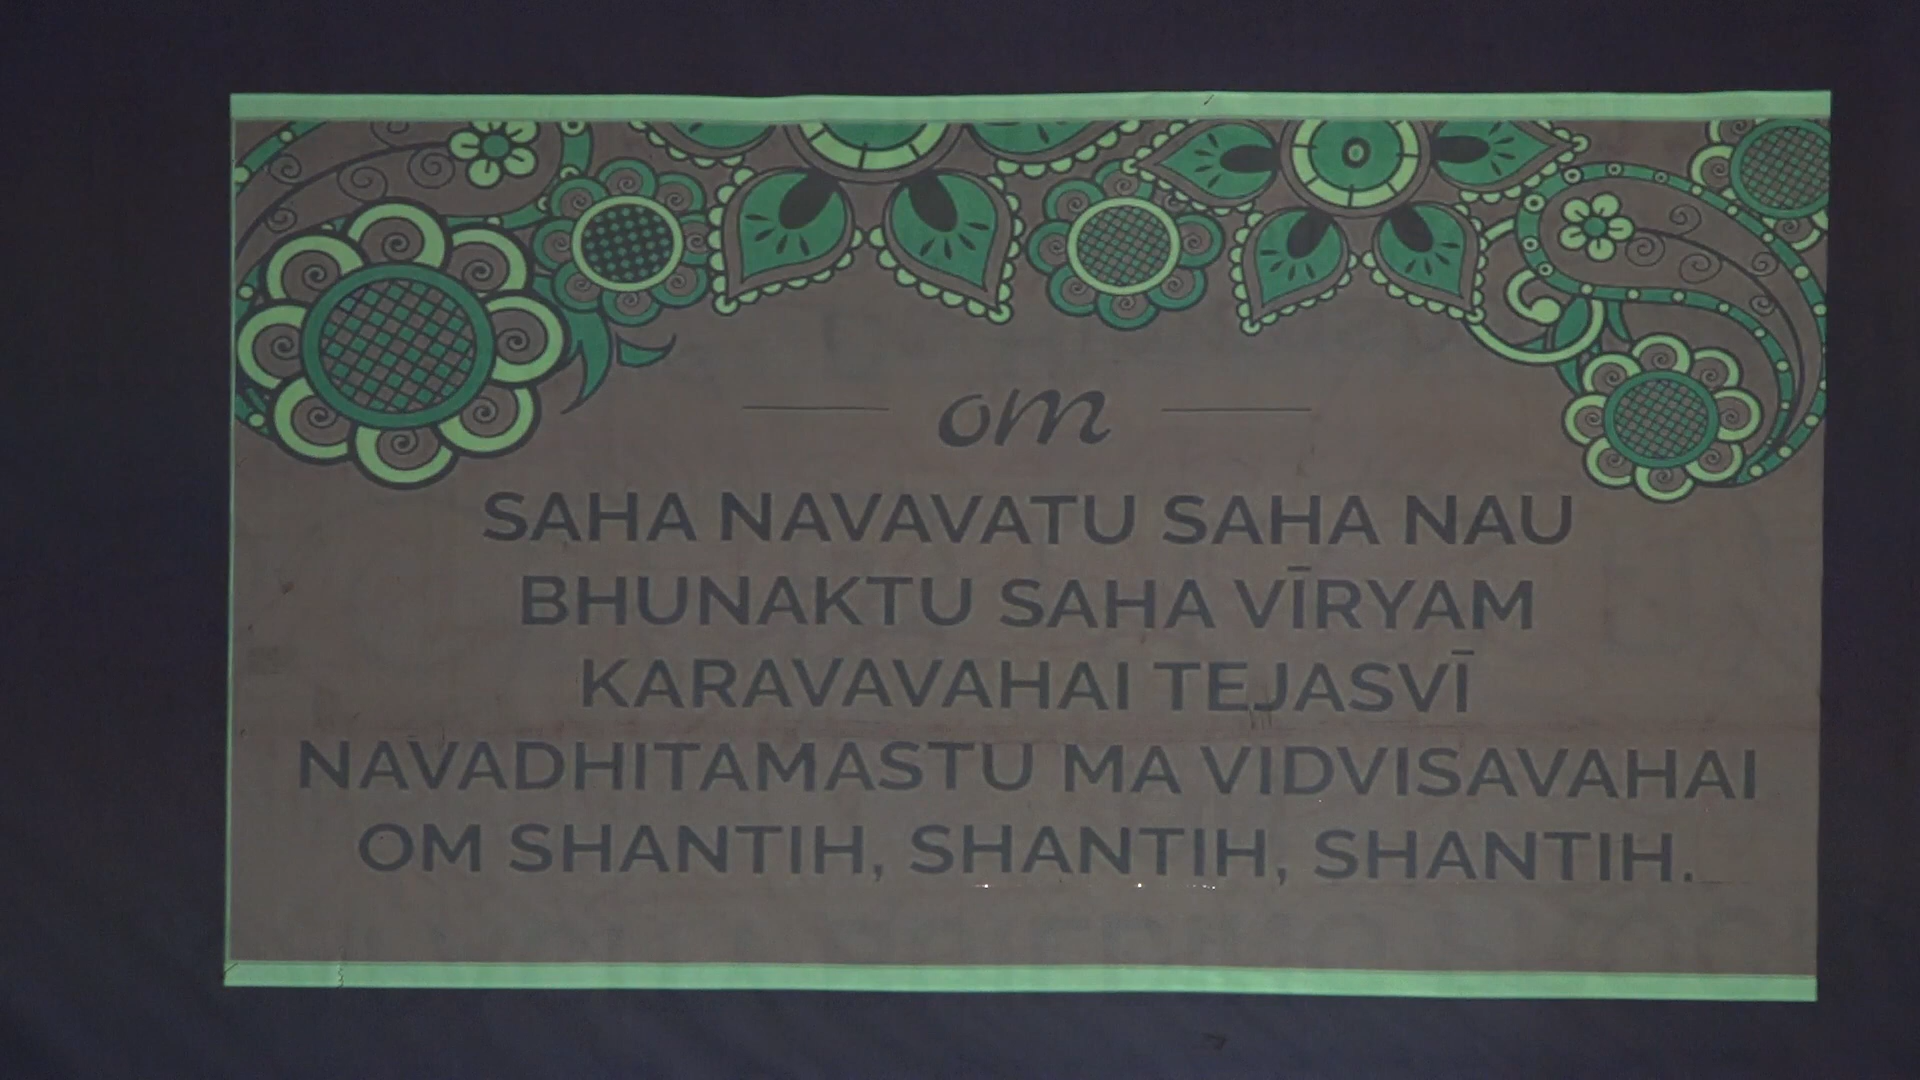 om
SAHA NAVAVATU SAHA NAU
BHUNAKTU SAHA VĪRYAM
KARAVAVAHAI TEJASVĪ
NAVADHITAMASTU MA VIDVISAVAHAI
OM SHANTIH, SHANTIH, SHANTIH.